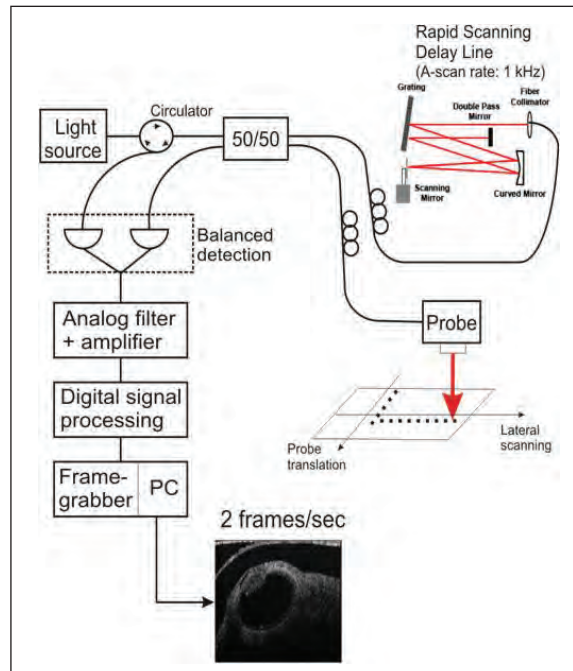 Rapid Scanning
Delay Line
(A-scan rate: 1 kHz)
Grating
Fiber
Collimator
Double Pass
Mirror
Scanning
Mirror
Curved Mirror
Circulator
Light
source
50/50
Balanced
detection
Analog filter
+ amplifier
Probe
Digital signal
processing
Lateral
scanning
Probe
translation
Frame-
grabber
PC
2 frames/sec